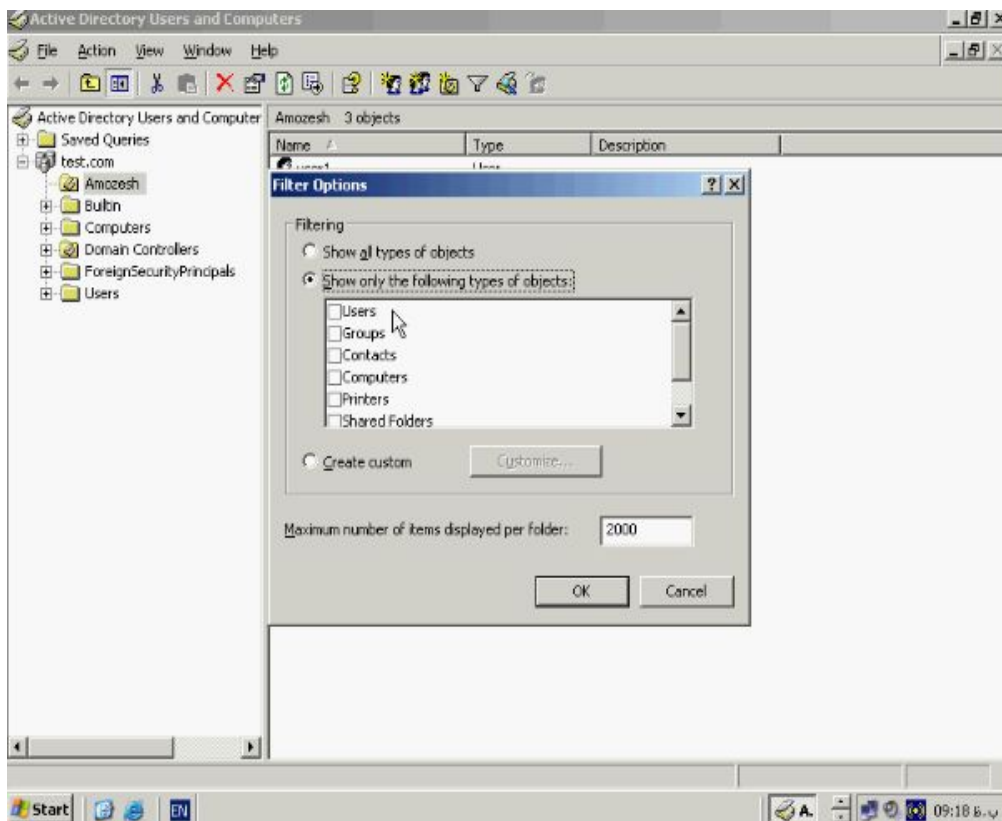 Active Directory Users and Computers
File Action View Window Help
Active Directory Users and Computer
Amozesh 3 objects
Saved Queries
Name Type Description
test.com
user1 User
Amozesh
Filter Options
Builtin
Filtering
Computers
Show all types of objects
Domain Controllers
Show only the following types of objects:
ForeignSecurityPrincipals
Users
Users
Groups
Contacts
Computers
Printers
Shared Folders
Create custom Customize...
Maximum number of items displayed per folder: 2000
OK Cancel
Start EN A. 09:18 ب.ظ